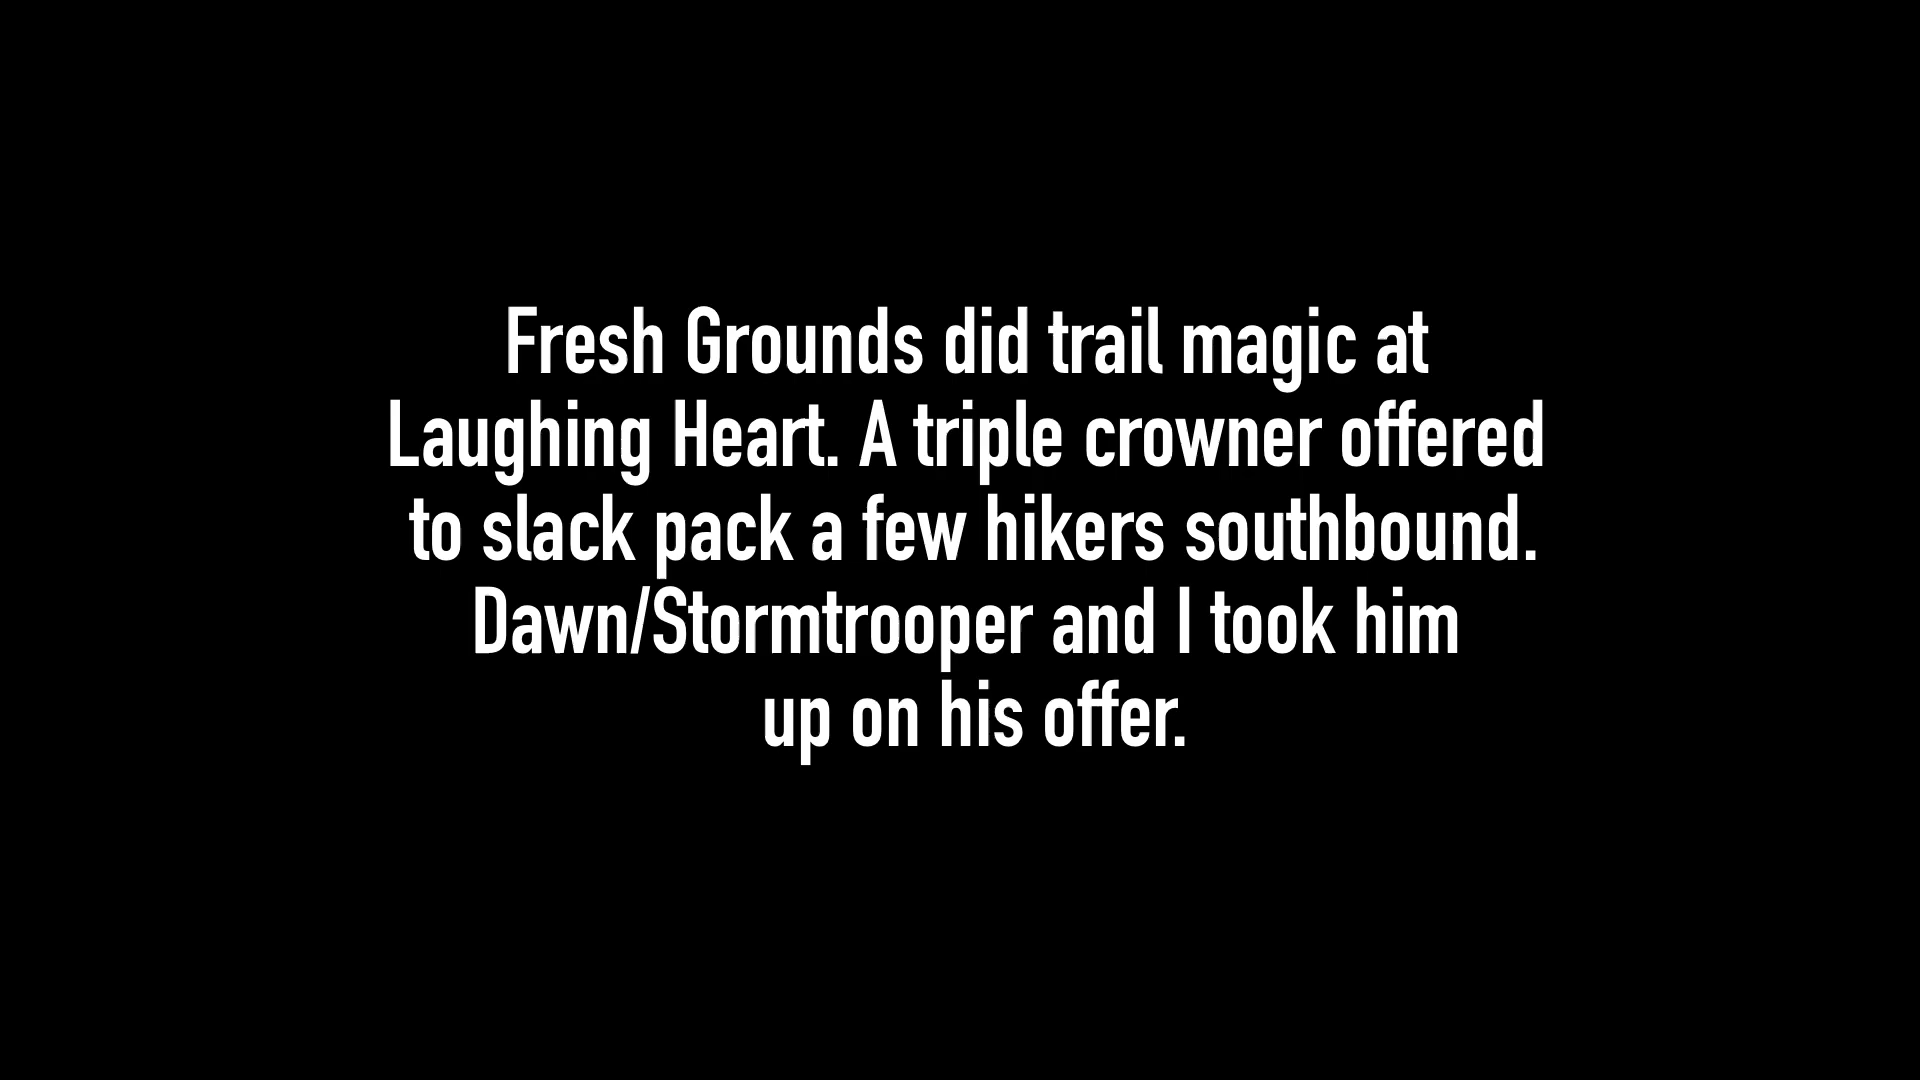 Fresh Grounds did trail magic at
Laughing Heart. A triple crowner offered
to slack pack a few hikers southbound.
Dawn/Stormtrooper and I took him
up on his offer.